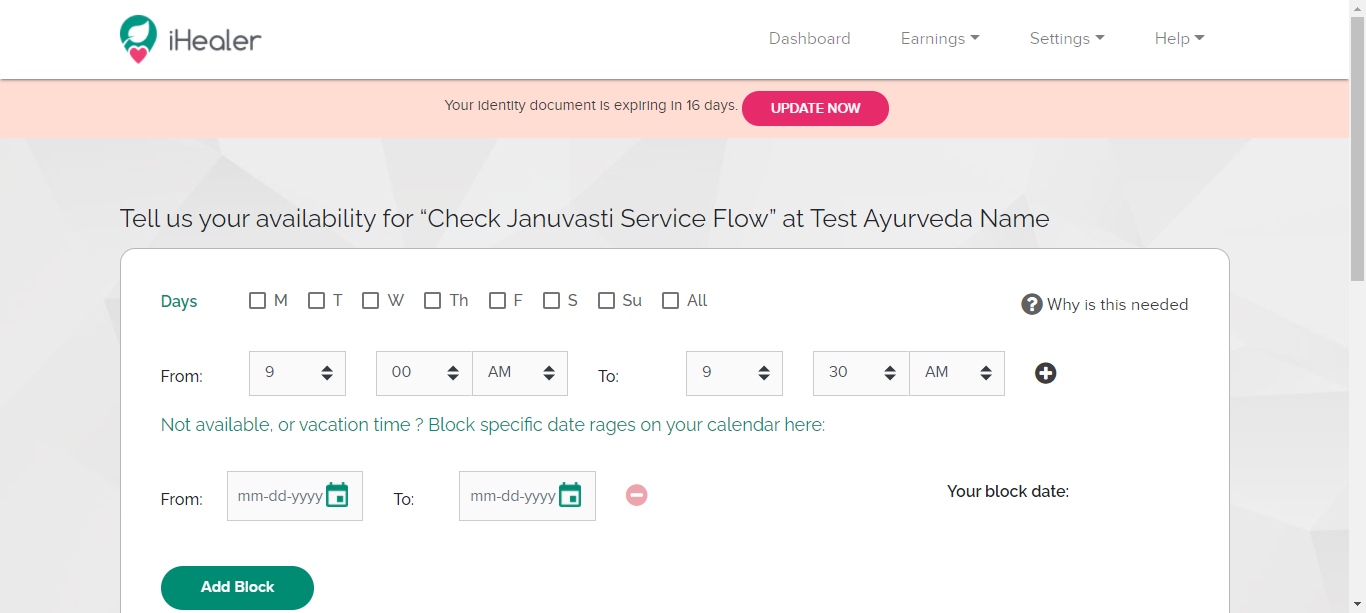 iHealer
Dashboard Earnings Settings Help
Your identity document is expiring in 16 days. UPDATE NOW
Tell us your availability for “Check Januvasti Service Flow” at Test Ayurveda Name
Days M T W Th F S Su All ? Why is this needed
From: 9 00 AM To: 9 30 AM
Not available, or vacation time ? Block specific date rages on your calendar here:
From: mm-dd-yyyy To: mm-dd-yyyy Your block date:
Add Block